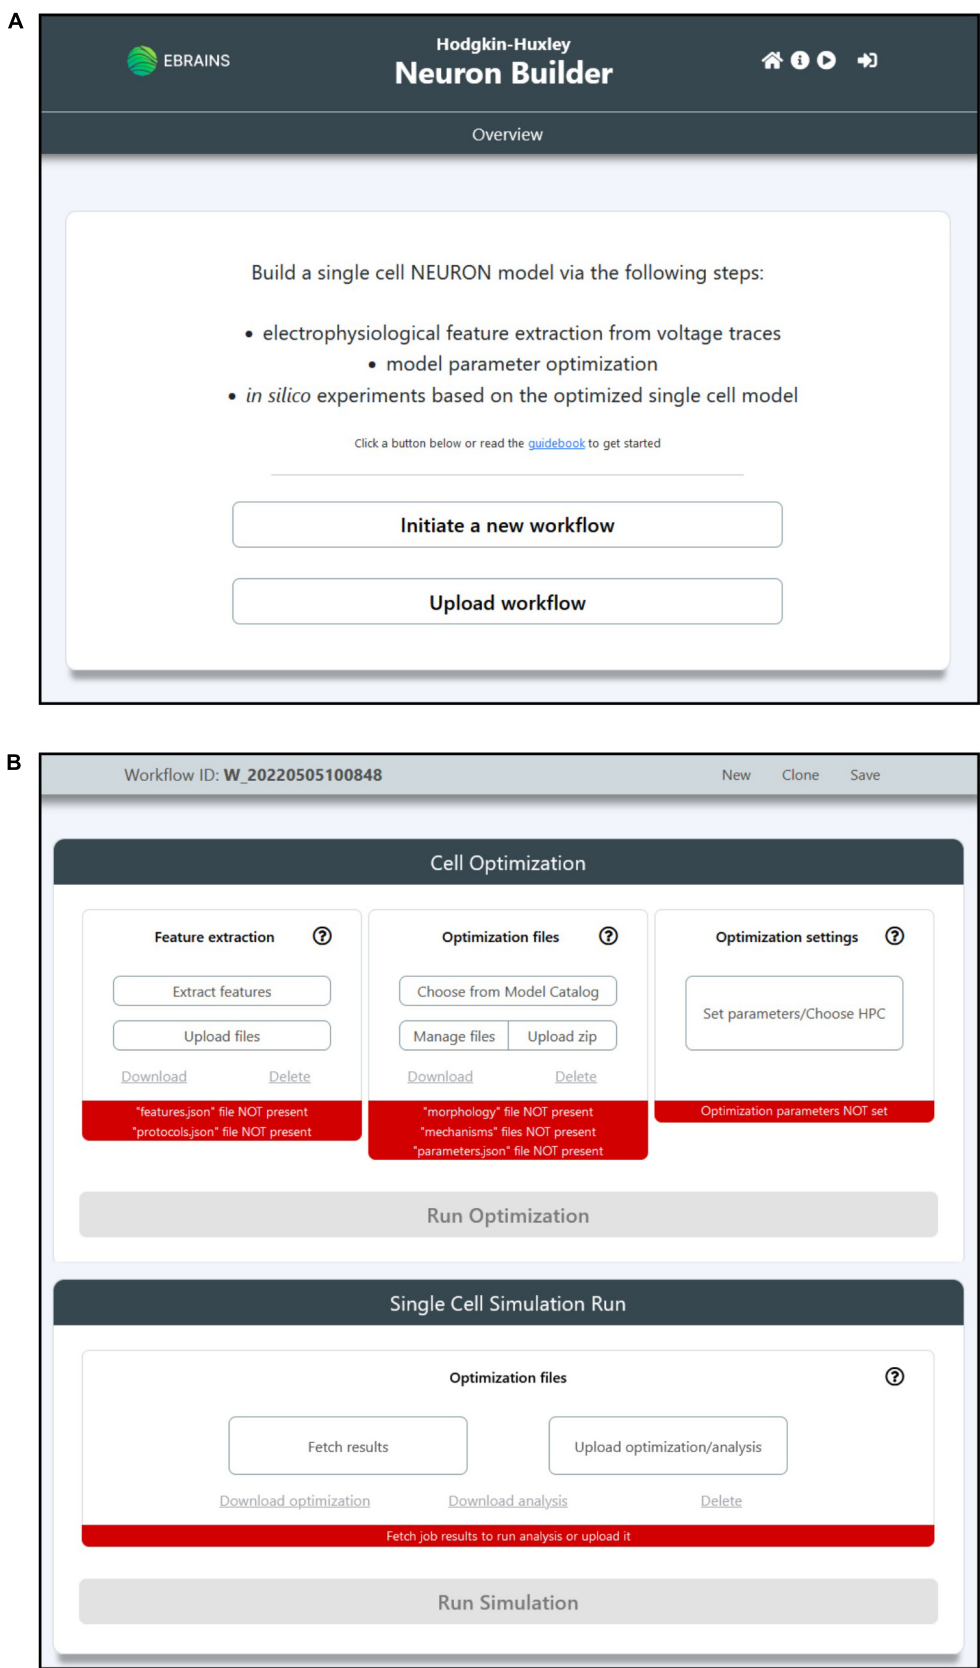 A
EBRAINS
Hodgkin-Huxley
Neuron Builder
Overview
Build a single cell NEURON model via the following steps:
• electrophysiological feature extraction from voltage traces
• model parameter optimization
• in silico experiments based on the optimized single cell model
Click a button below or read the guidebook to get started
Initiate a new workflow
Upload workflow
B
Workflow ID: W_20220505100848
New Clone Save
Cell Optimization
Feature extraction
Extract features
Upload files
Download Delete
"features.json" file NOT present
"protocols.json" file NOT present
Optimization files
Choose from Model Catalog
Manage files Upload zip
Download Delete
"morphology" file NOT present
"mechanisms" files NOT present
"parameters.json" file NOT present
Optimization settings
Set parameters/Choose HPC
Optimization parameters NOT set
Run Optimization
Single Cell Simulation Run
Optimization files
Fetch results Upload optimization/analysis
Download optimization Download analysis Delete
Fetch job results to run analysis or upload it
Run Simulation